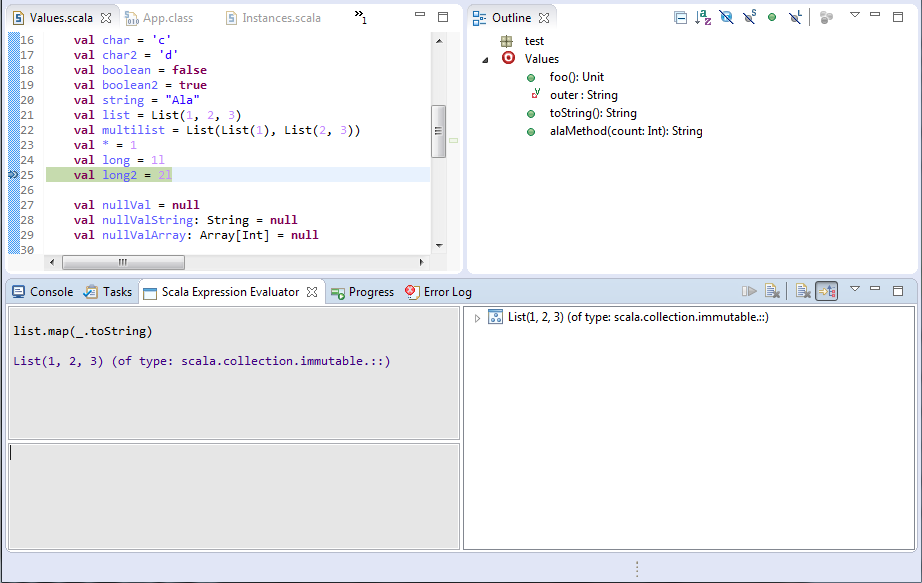 Values.scala
App.class
Instances.scala
1
16 val char = 'c'
17 val char2 = 'd'
18 val boolean = false
19 val boolean2 = true
20 val string = "Ala"
21 val list = List(1, 2, 3)
22 val multilist = List(List(1), List(2, 3))
23 val * = 1
24 val long = 1l
25 val long2 = 2l
26
27 val nullVal = null
28 val nullValString: String = null
29 val nullValArray: Array[Int] = null
30
Outline
test
Values
foo(): Unit
outer : String
toString(): String
alaMethod(count: Int): String
Console
Tasks
Scala Expression Evaluator
Progress
Error Log
list.map(_.toString)
List(1, 2, 3) (of type: scala.collection.immutable.::)
List(1, 2, 3) (of type: scala.collection.immutable.::)